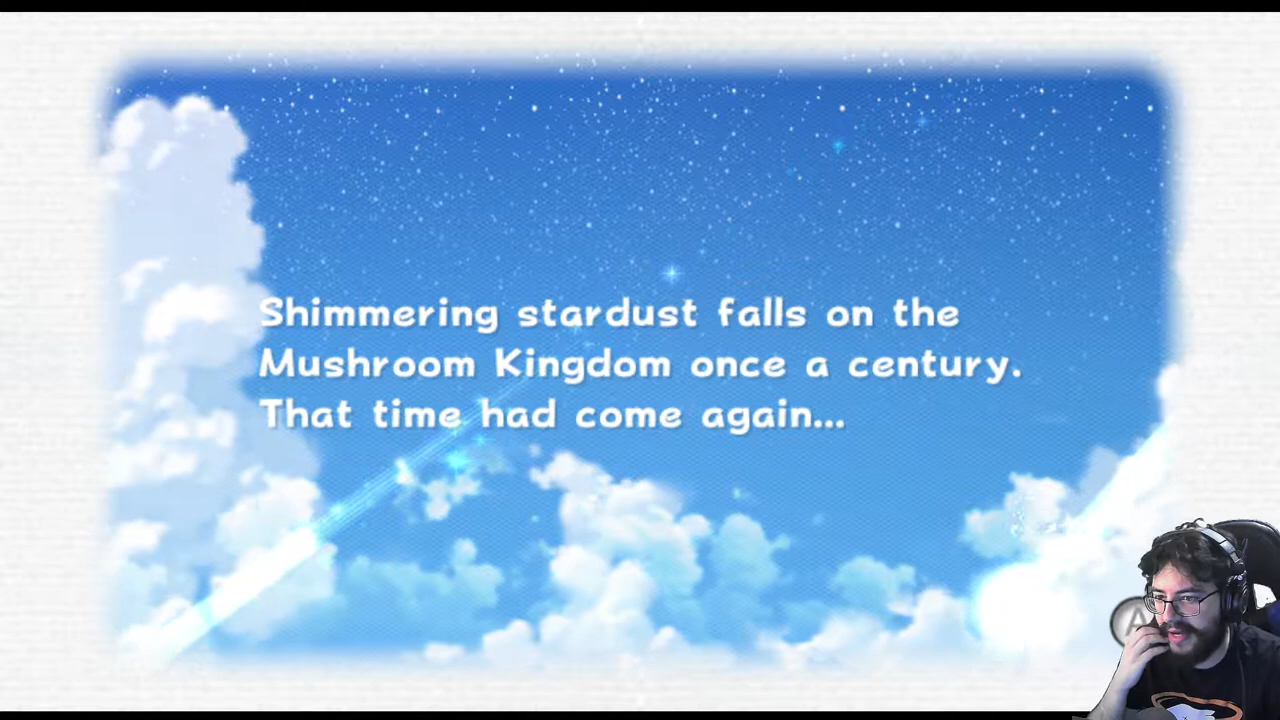 Shimmering stardust falls on the
Mushroom Kingdom once a century.
That time had come again...
A